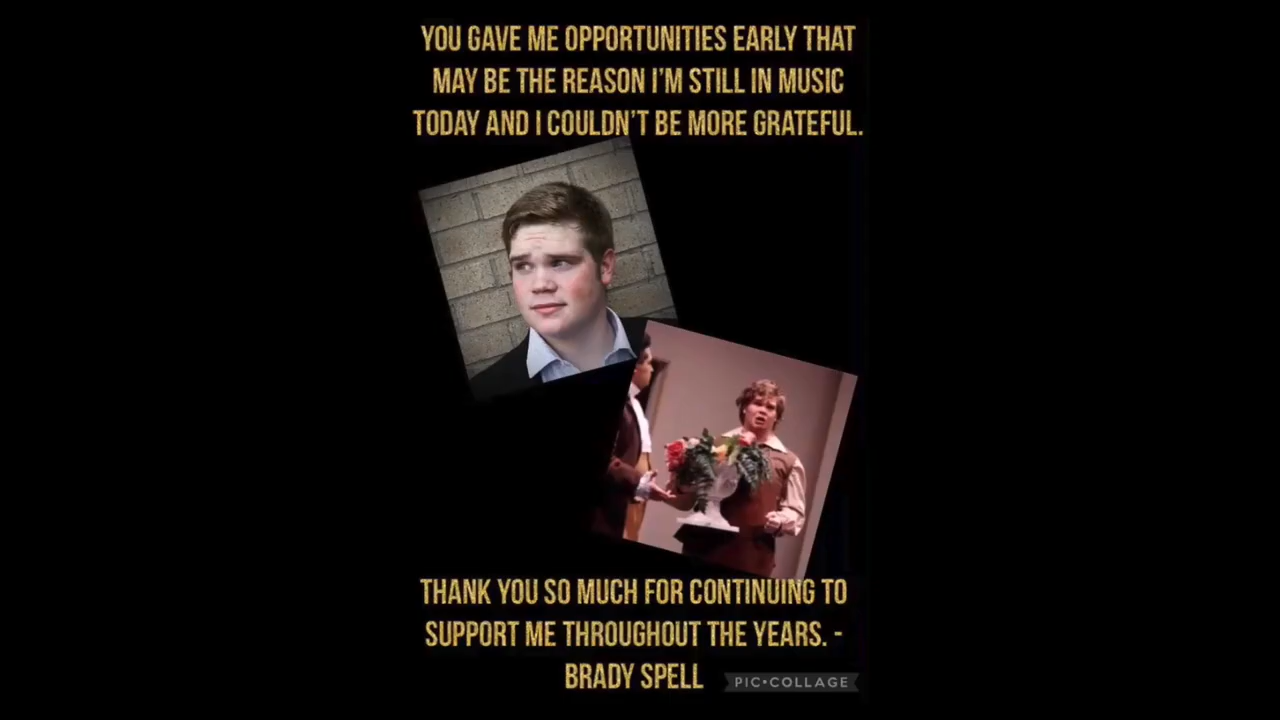 YOU GAVE ME OPPORTUNITIES EARLY THAT
MAY BE THE REASON I'M STILL IN MUSIC
TODAY AND I COULDN'T BE MORE GRATEFUL.
THANK YOU SO MUCH FOR CONTINUING TO
SUPPORT ME THROUGHOUT THE YEARS. -
BRADY SPELL
PIC•COLLAGE